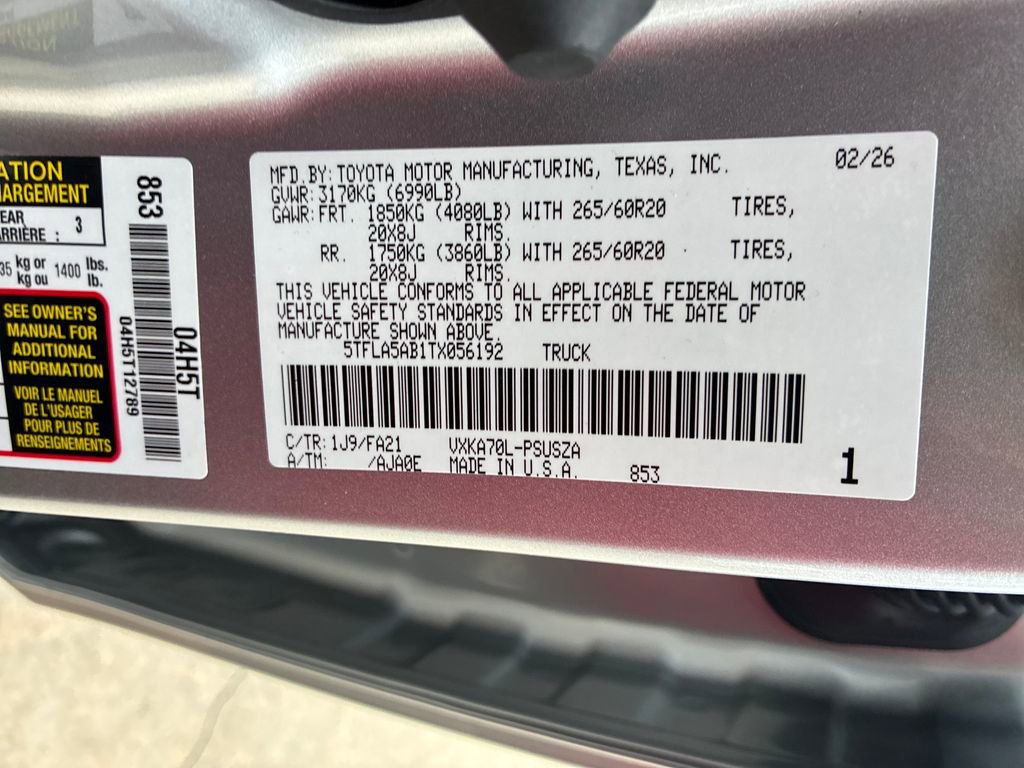 ATION
HARGEMENT
EAR
ARRIÈRE : 3
35 kg or
kg ou 1400 lbs.
lb.
SEE OWNER'S
MANUAL FOR
ADDITIONAL
INFORMATION
VOIR LE MANUEL
DE L'USAGER
POUR PLUS DE
RENSEIGNEMENTS
853
04H5T12789
04H5T
MFD.BY: TOYOTA MOTOR MANUFACTURING, TEXAS, INC. 02/26
GVWR: 3170KG (6990LB)
GAWR: FRT. 1850KG (4080LB) WITH 265/60R20 TIRES,
20X8J RIMS.
RR. 1750KG (3860LB) WITH 265/60R20 TIRES,
20X8J RIMS.
THIS VEHICLE CONFORMS TO ALL APPLICABLE FEDERAL MOTOR
VEHICLE SAFETY STANDARDS IN EFFECT ON THE DATE OF
MANUFACTURE SHOWN ABOVE.
5TFLA5AB1TX056192 TRUCK
C/TR: 1J9/FA21 VXKA70L-PSUSZA
A/TM: /AJA0E MADE IN U.S.A. 853 1